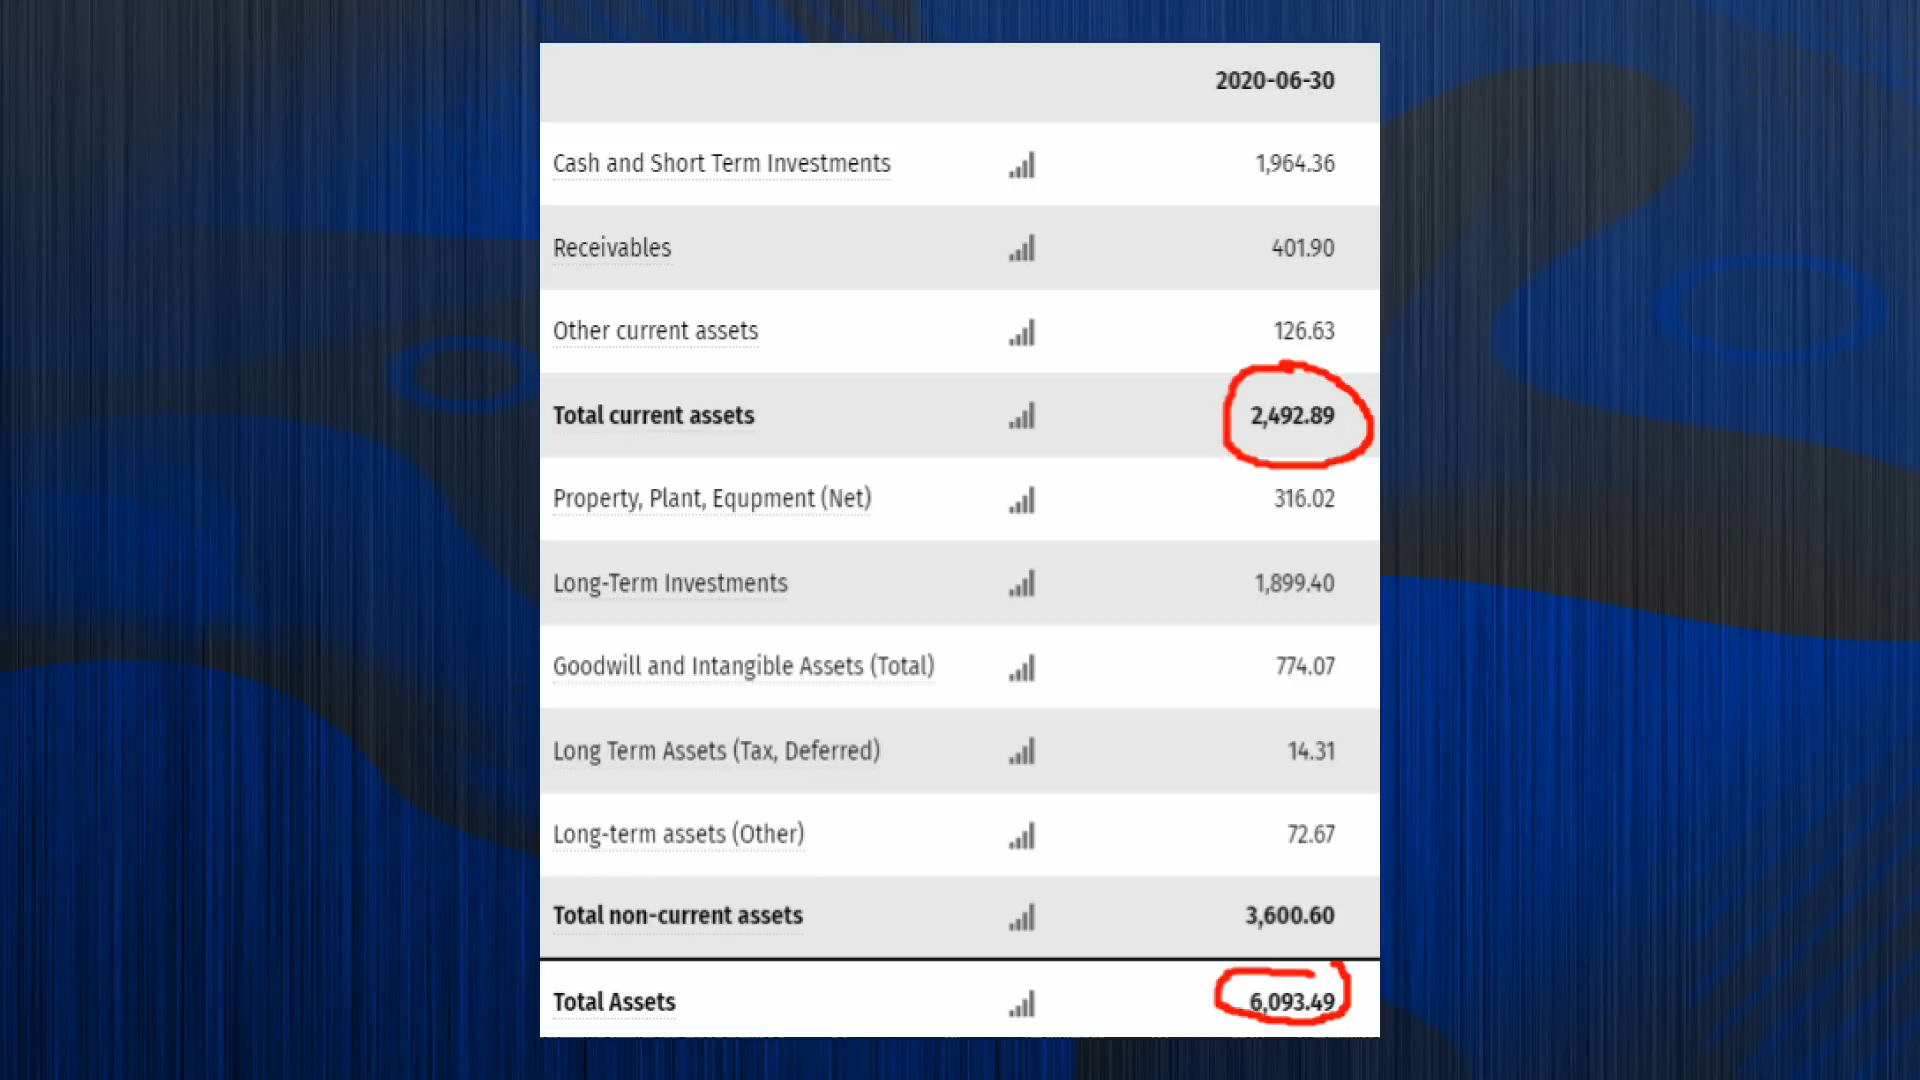 2020-06-30
Cash and Short Term Investments 1,964.36
Receivables 401.90
Other current assets 126.63
Total current assets 2,492.89
Property, Plant, Equpment (Net) 316.02
Long-Term Investments 1,899.40
Goodwill and Intangible Assets (Total) 774.07
Long Term Assets (Tax, Deferred) 14.31
Long-term assets (Other) 72.67
Total non-current assets 3,600.60
Total Assets 6,093.49